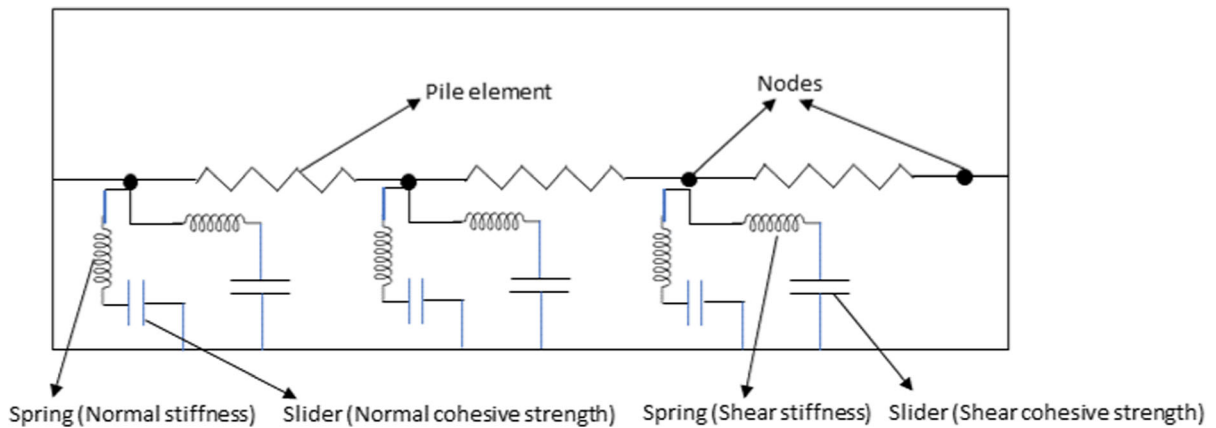 Pile element
Nodes
Spring (Normal stiffness)
Slider (Normal cohesive strength)
Spring (Shear stiffness)
Slider (Shear cohesive strength)